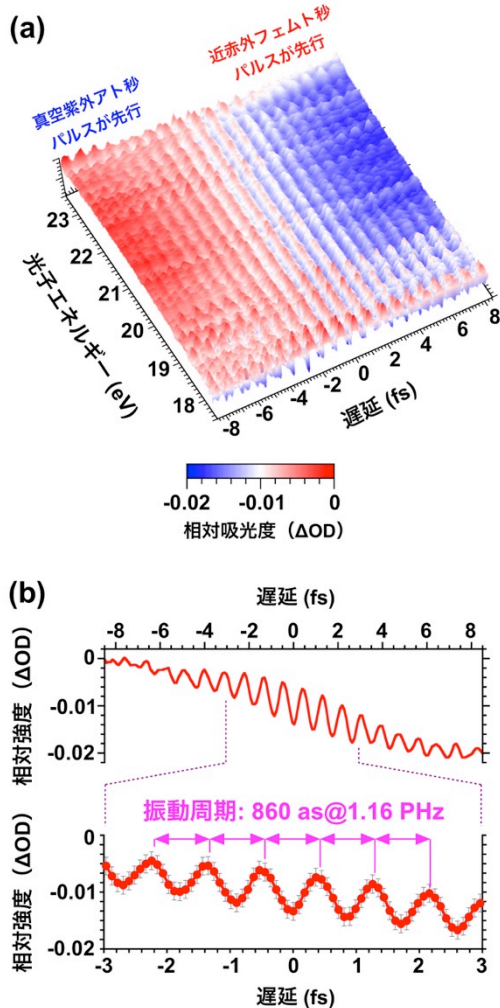 (a)
近赤外フェムト秒
パルスが先行
真空紫外アト秒
パルスが先行
23
22
21
20
19
18
光子エネルギー (eV)
-8 -6 -4 -2 0 2 4 6 8
遅延 (fs)
-0.02 -0.01 0
相対吸光度（ΔOD）
(b)
遅延 (fs)
-8 -6 -4 -2 0 2 4 6 8
相対強度（ΔOD）
0
-0.01
-0.02
振動周期: 860 as@1.16 PHz
相対強度（ΔOD）
0
-0.01
-0.02
-3 -2 -1 0 1 2 3
遅延 (fs)